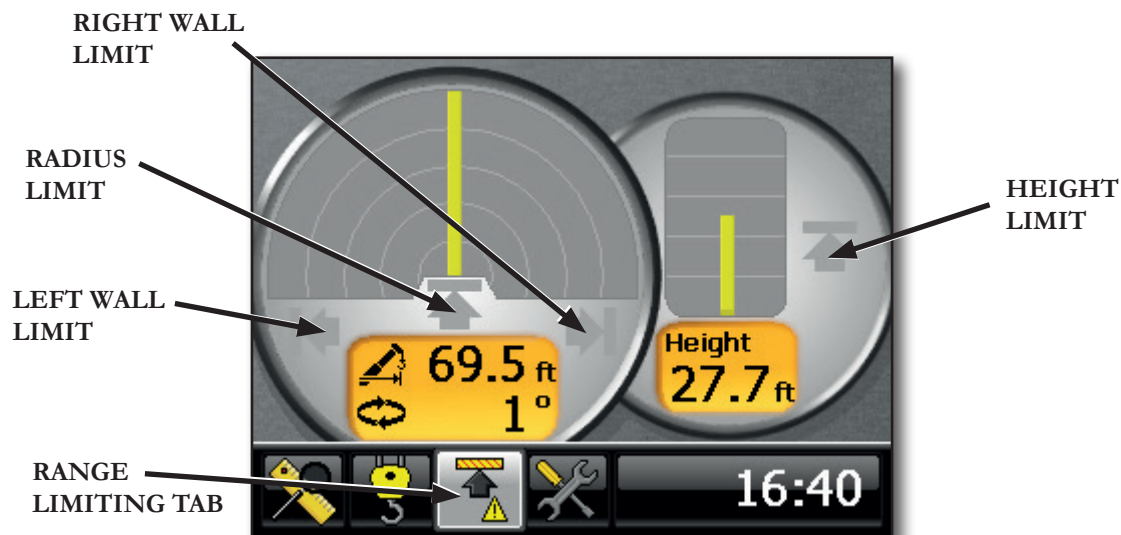 RIGHT WALL
LIMIT
RADIUS
LIMIT
HEIGHT
LIMIT
LEFT WALL
LIMIT
69.5 ft
1°
Height
27.7 ft
RANGE
LIMITING TAB
16:40